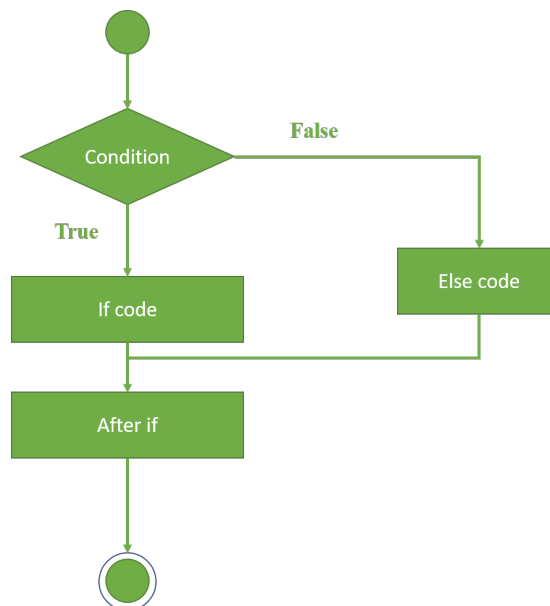 False
Condition
True
Else code
If code
After if